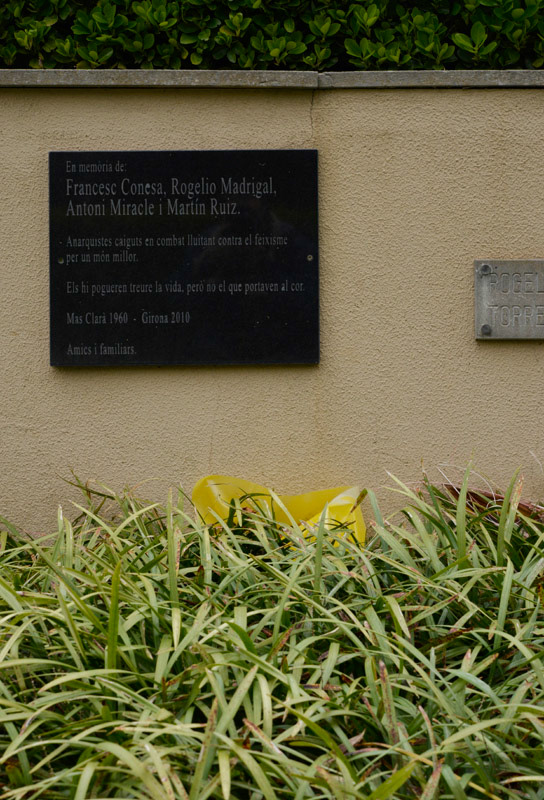 En memòria de:
Francesc Conesa, Rogelio Madrigal,
Antoni Miracle i Martín Ruiz.
Anarquistes caiguts en combat lluitant contra el feixisme
per un món millor.
Els hi pogueren treure la vida, però no el que portaven al cor.
Mas Clarà 1960 - Girona 2010
Amics i familiars.
ROGEL
TORRE